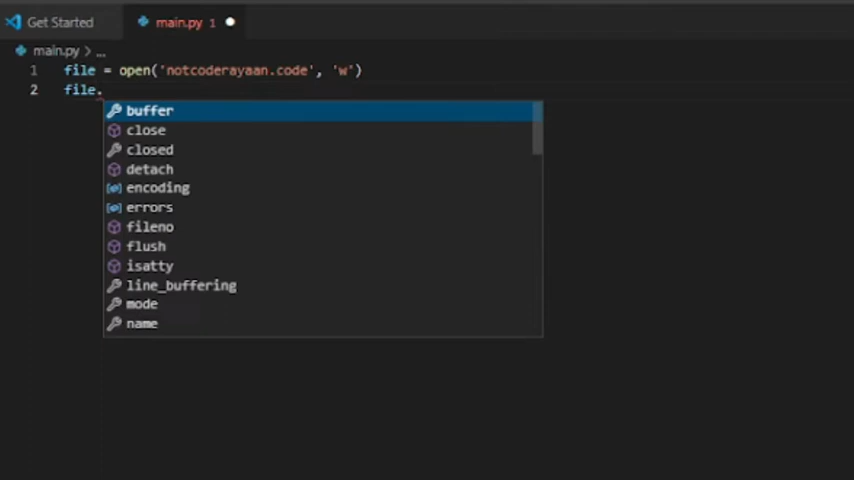 Get Started
main.py 1
main.py > ...
1 file = open('notcoderayaan.code', 'w')
2 file.
buffer
close
closed
detach
encoding
errors
fileno
flush
isatty
line_buffering
mode
name